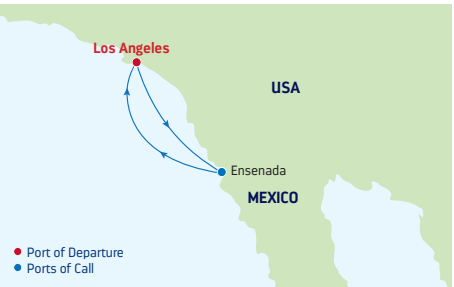 Los Angeles
USA
Ensenada
MEXICO
Port of Departure
Ports of Call